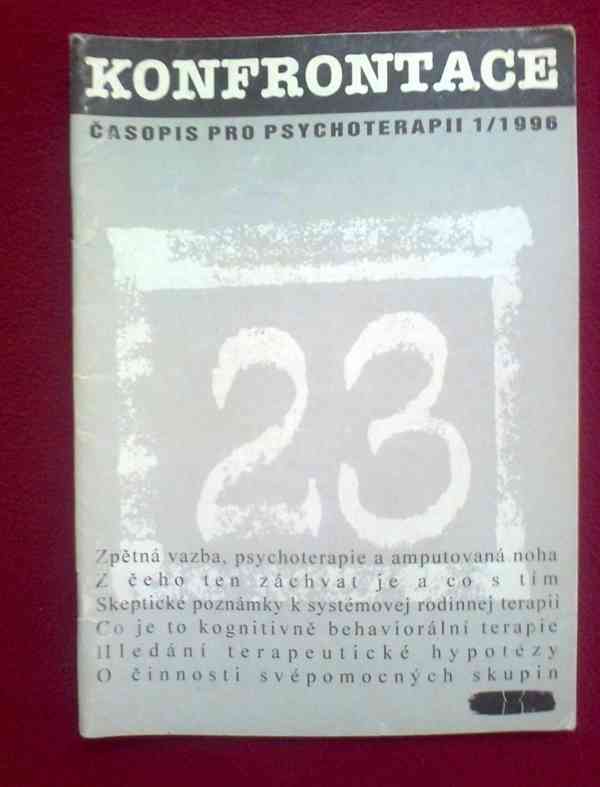 KONFRONTACE
ČASOPIS PRO PSYCHOTERAPII 1/1996
23
Zpětná vazba, psychoterapie a amputovaná noha
Z čeho ten záchvat je a co s tím
Skeptické poznámky k systémovej rodinnej terapii
Co je to kognitivně behaviorální terapie
Hledání terapeutické hypotézy
O činnosti svépomocných skupin